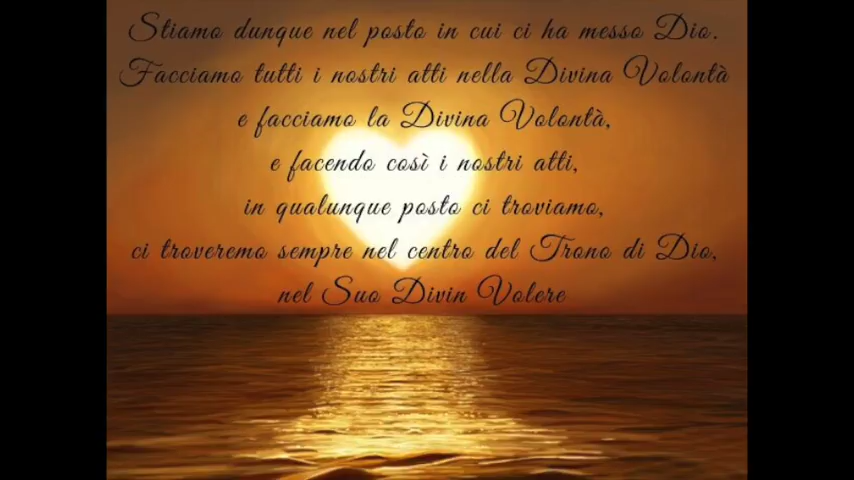 Stiamo dunque nel posto in cui ci ha messo Dio.
Facciamo tutti i nostri atti nella Divina Volontà
e facciamo la Divina Volontà,
e facendo così i nostri atti,
in qualunque posto ci troviamo,
ci troveremo sempre nel centro del Trono di Dio,
nel Suo Divin Volere